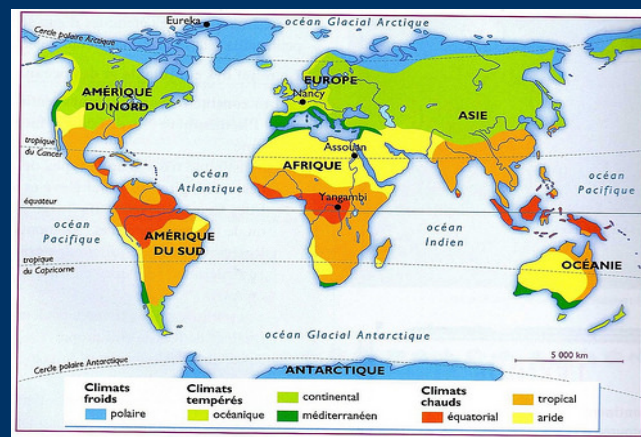 Eureka
océan Glacial Arctique
Cercle polaire Arctique
AMÉRIQUE
DU NORD
EUROPE
Nancy
ASIE
tropique
du Cancer
Assouan
AFRIQUE
océan
Atlantique
océan
Pacifique
équateur
Yangambi
océan
Pacifique
AMÉRIQUE
DU SUD
océan
Indien
OCÉANIE
tropique
du Capricorne
océan Glacial Antarctique
Cercle polaire Antarctique
ANTARCTIQUE
5 000 km
Climats
froids
polaire
Climats
tempérés
océanique
continental
méditerranéen
Climats
chauds
équatorial
tropical
aride